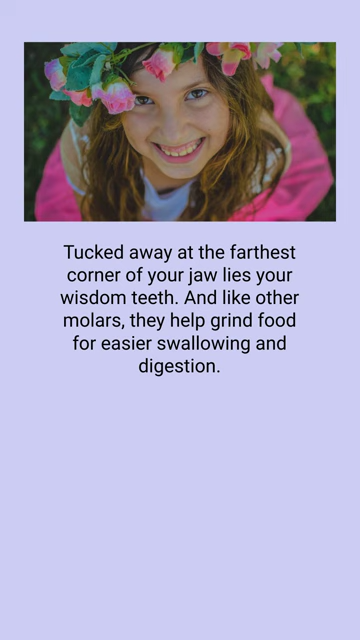 Tucked away at the farthest
corner of your jaw lies your
wisdom teeth. And like other
molars, they help grind food
for easier swallowing and
digestion.